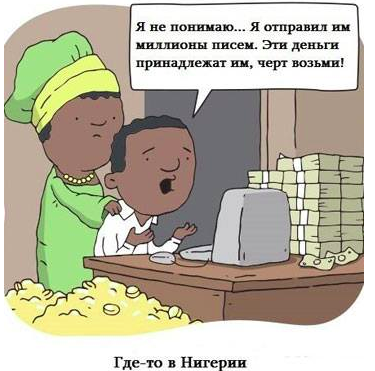 Я не понимаю... Я отправил им
миллионы писем. Эти деньги
принадлежат им, черт возьми!
Где-то в Нигерии